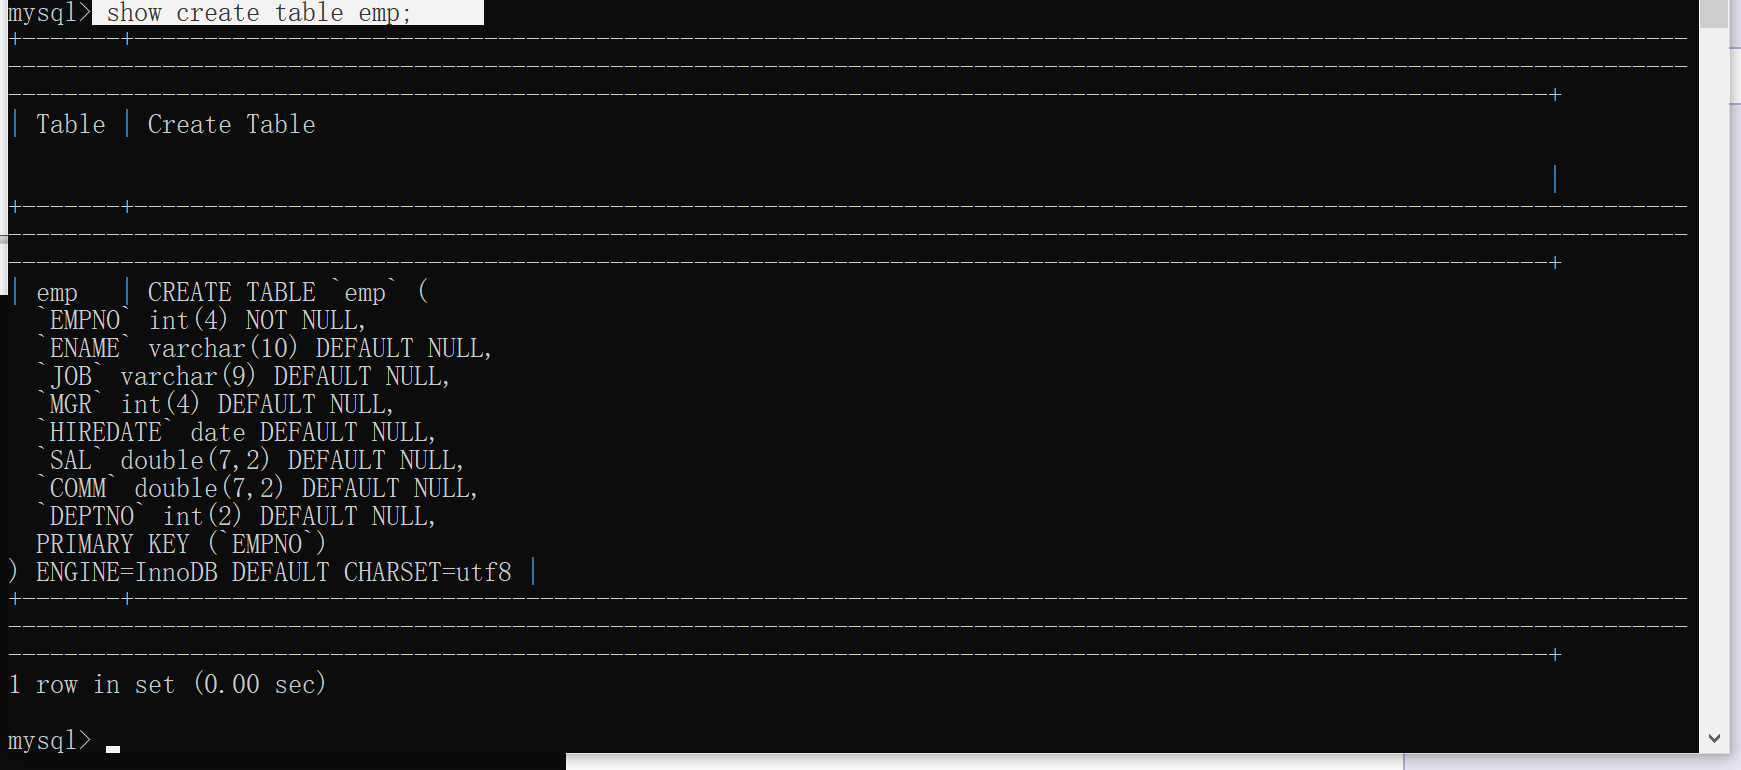 mysql> show create table emp;
+-------+---------------------------------------------------------------------------------------------------------------
------------------------------------------------------------------------------------------------------------------------
--------------------------------------------------------------------------------------------------------------+
| Table | Create Table
|
+-------+---------------------------------------------------------------------------------------------------------------
------------------------------------------------------------------------------------------------------------------------
--------------------------------------------------------------------------------------------------------------+
| emp   | CREATE TABLE `emp` (
  `EMPNO` int(4) NOT NULL,
  `ENAME` varchar(10) DEFAULT NULL,
  `JOB` varchar(9) DEFAULT NULL,
  `MGR` int(4) DEFAULT NULL,
  `HIREDATE` date DEFAULT NULL,
  `SAL` double(7,2) DEFAULT NULL,
  `COMM` double(7,2) DEFAULT NULL,
  `DEPTNO` int(2) DEFAULT NULL,
  PRIMARY KEY (`EMPNO`)
) ENGINE=InnoDB DEFAULT CHARSET=utf8 |
+-------+---------------------------------------------------------------------------------------------------------------
------------------------------------------------------------------------------------------------------------------------
--------------------------------------------------------------------------------------------------------------+
1 row in set (0.00 sec)
mysql>